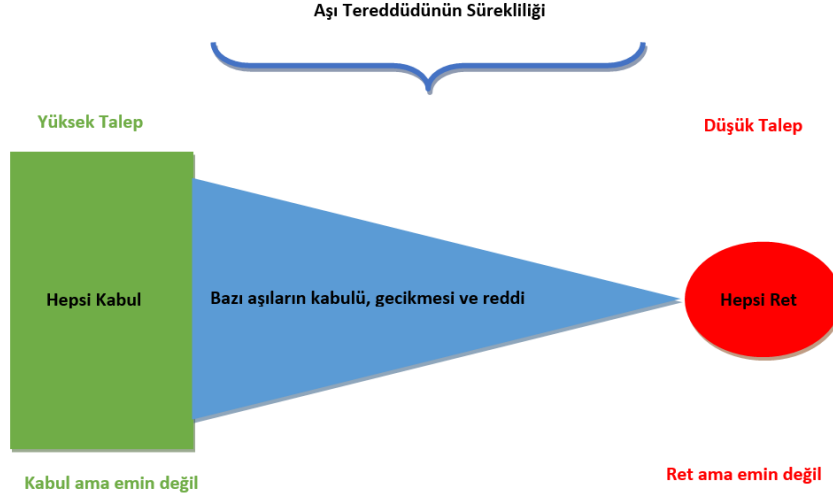 Aşı Tereddüdünün Sürekliliği
Yüksek Talep
Düşük Talep
Hepsi Kabul
Bazı aşıların kabulü, gecikmesi ve reddi
Hepsi Ret
Kabul ama emin değil
Ret ama emin değil